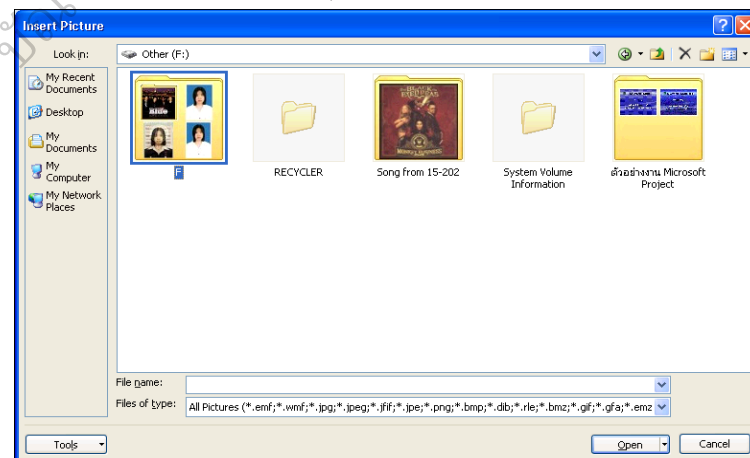 Insert Picture
Look in:
Other (F:)
My Recent
Documents
Desktop
My
Documents
My
Computer
My Network
Places
F
RECYCLER
Song from 15-202
System Volume
Information
ตัวอย่างงาน Microsoft
Project
File name:
Files of type:
All Pictures (*.emf;*.wmf;*.jpg;*.jpeg;*.jfif;*.jpe;*.png;*.bmp;*.dib;*.rle;*.bmz;*.gif;*.gfa;*.emz
Tools
Open
Cancel